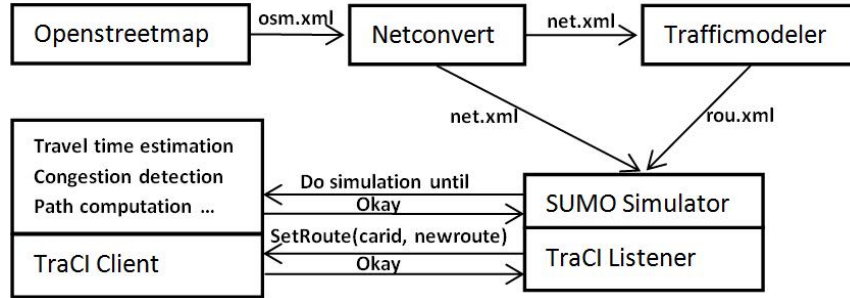 osm.xml
net.xml
Openstreetmap
Netconvert
Trafficmodeler
net.xml
rou.xml
Travel time estimation
Congestion detection
Path computation ...
Do simulation until
Okay
SUMO Simulator
SetRoute(carid, newroute)
Okay
TraCI Client
TraCI Listener